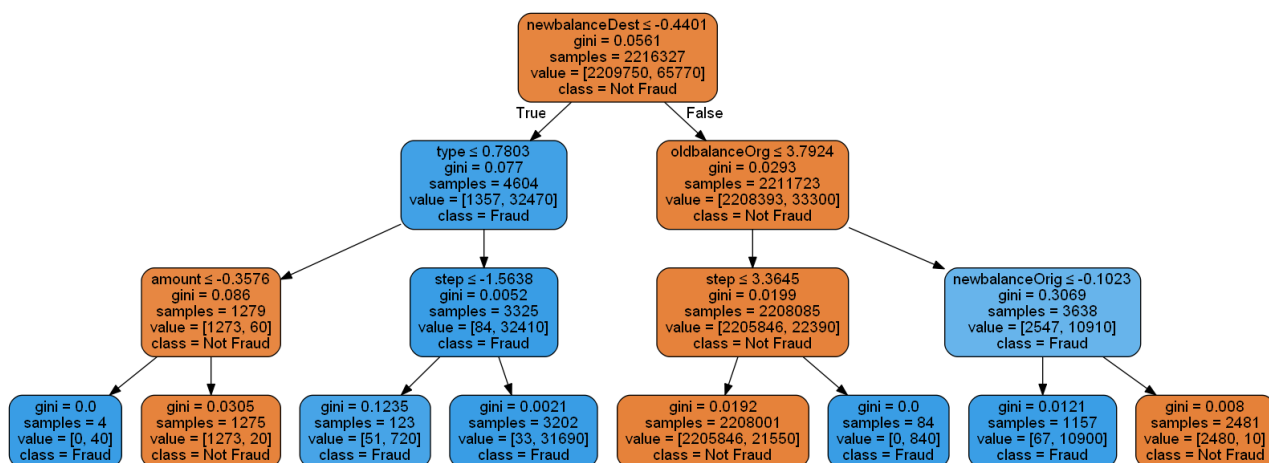 newbalanceDest ≤ -0.4401
gini = 0.0561
samples = 2216327
value = [2209750, 65770]
class = Not Fraud
True
False
type ≤ 0.7803
gini = 0.077
samples = 4604
value = [1357, 32470]
class = Fraud
oldbalanceOrg ≤ 3.7924
gini = 0.0293
samples = 2211723
value = [2208393, 33300]
class = Not Fraud
amount ≤ -0.3576
gini = 0.086
samples = 1279
value = [1273, 60]
class = Not Fraud
step ≤ -1.5638
gini = 0.0052
samples = 3325
value = [84, 32410]
class = Fraud
step ≤ 3.3645
gini = 0.0199
samples = 2208085
value = [2205846, 22390]
class = Not Fraud
newbalanceOrig ≤ -0.1023
gini = 0.3069
samples = 3638
value = [2547, 10910]
class = Fraud
gini = 0.0
samples = 4
value = [0, 40]
class = Fraud
gini = 0.0305
samples = 1275
value = [1273, 20]
class = Not Fraud
gini = 0.1235
samples = 123
value = [51, 720]
class = Fraud
gini = 0.0021
samples = 3202
value = [33, 31690]
class = Fraud
gini = 0.0192
samples = 2208001
value = [2205846, 21550]
class = Not Fraud
gini = 0.0
samples = 84
value = [0, 840]
class = Fraud
gini = 0.0121
samples = 1157
value = [67, 10900]
class = Fraud
gini = 0.008
samples = 2481
value = [2480, 10]
class = Not Fraud